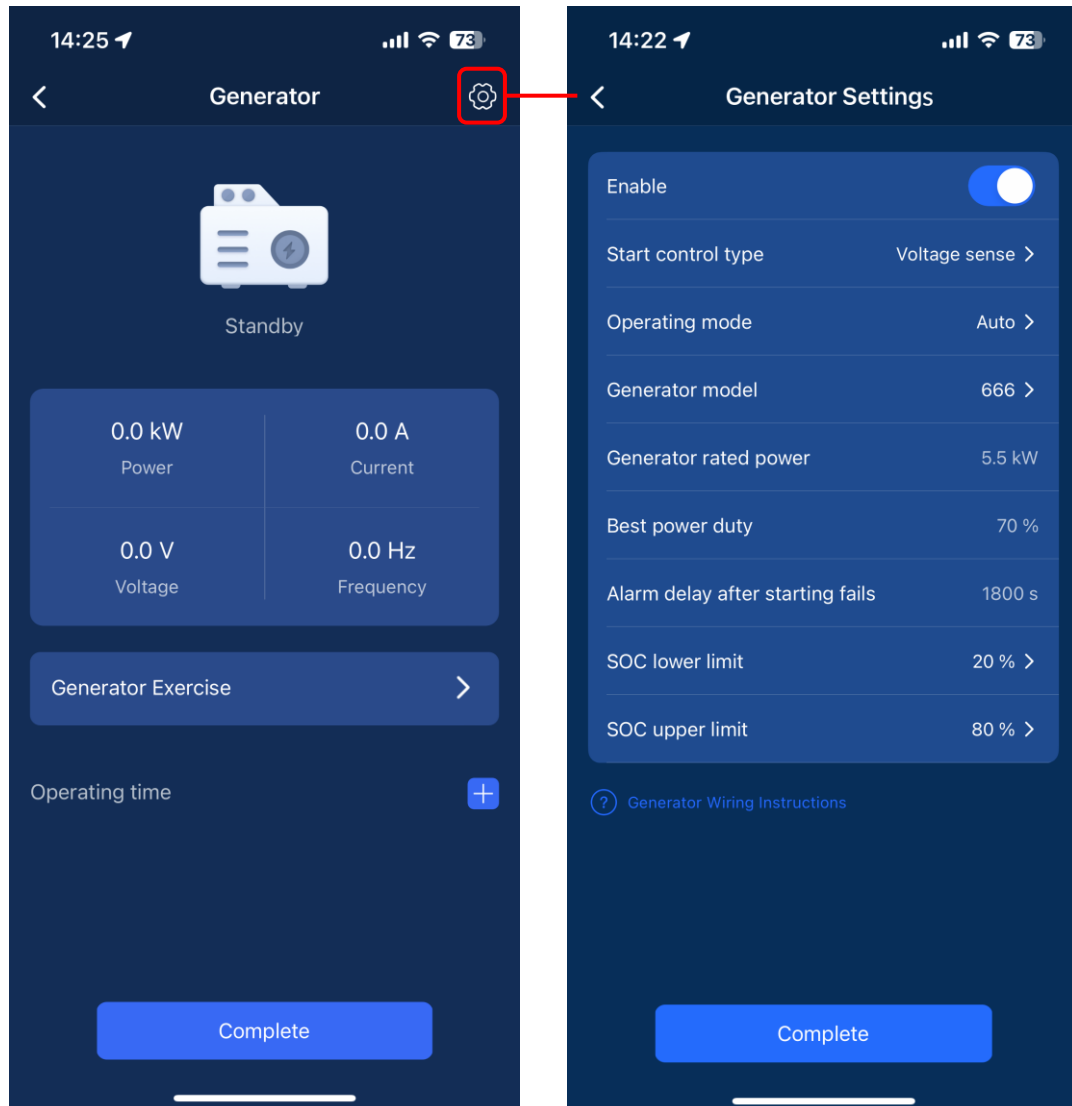 14:25
73
Generator
Standby
0.0 kW
Power
0.0 A
Current
0.0 V
Voltage
0.0 Hz
Frequency
Generator Exercise
Operating time
Complete
14:22
73
Generator Settings
Enable
Start control type Voltage sense
Operating mode Auto
Generator model 666
Generator rated power 5.5 kW
Best power duty 70 %
Alarm delay after starting fails 1800 s
SOC lower limit 20 %
SOC upper limit 80 %
? Generator Wiring Instructions
Complete